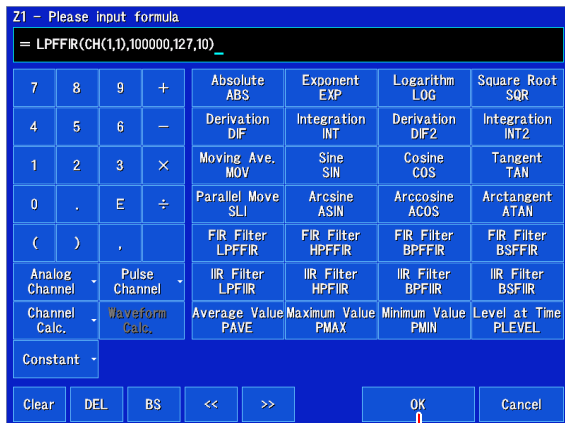 Z1 - Please input formula
= LPFFIR(CH(1,1),100000,127,10)_
7 8 9 + Absolute Exponent Logarithm Square Root
ABS EXP LOG SQR
4 5 6 − Derivation Integration Derivation Integration
DIF INT DIF2 INT2
1 2 3 × Moving Ave. Sine Cosine Tangent
MOV SIN COS TAN
0 . E ÷ Parallel Move Arcsine Arccosine Arctangent
SLI ASIN ACOS ATAN
( ) , FIR Filter FIR Filter FIR Filter FIR Filter
LPFFIR HPFFIR BPFFIR BSFFIR
Analog Pulse IIR Filter IIR Filter IIR Filter IIR Filter
Channel Channel LPFIIR HPFIIR BPFIIR BSFIIR
Channel Waveform Average Value Maximum Value Minimum Value Level at Time
Calc. Calc. PAVE PMAX PMIN PLEVEL
Constant
Clear DEL BS << >> OK Cancel